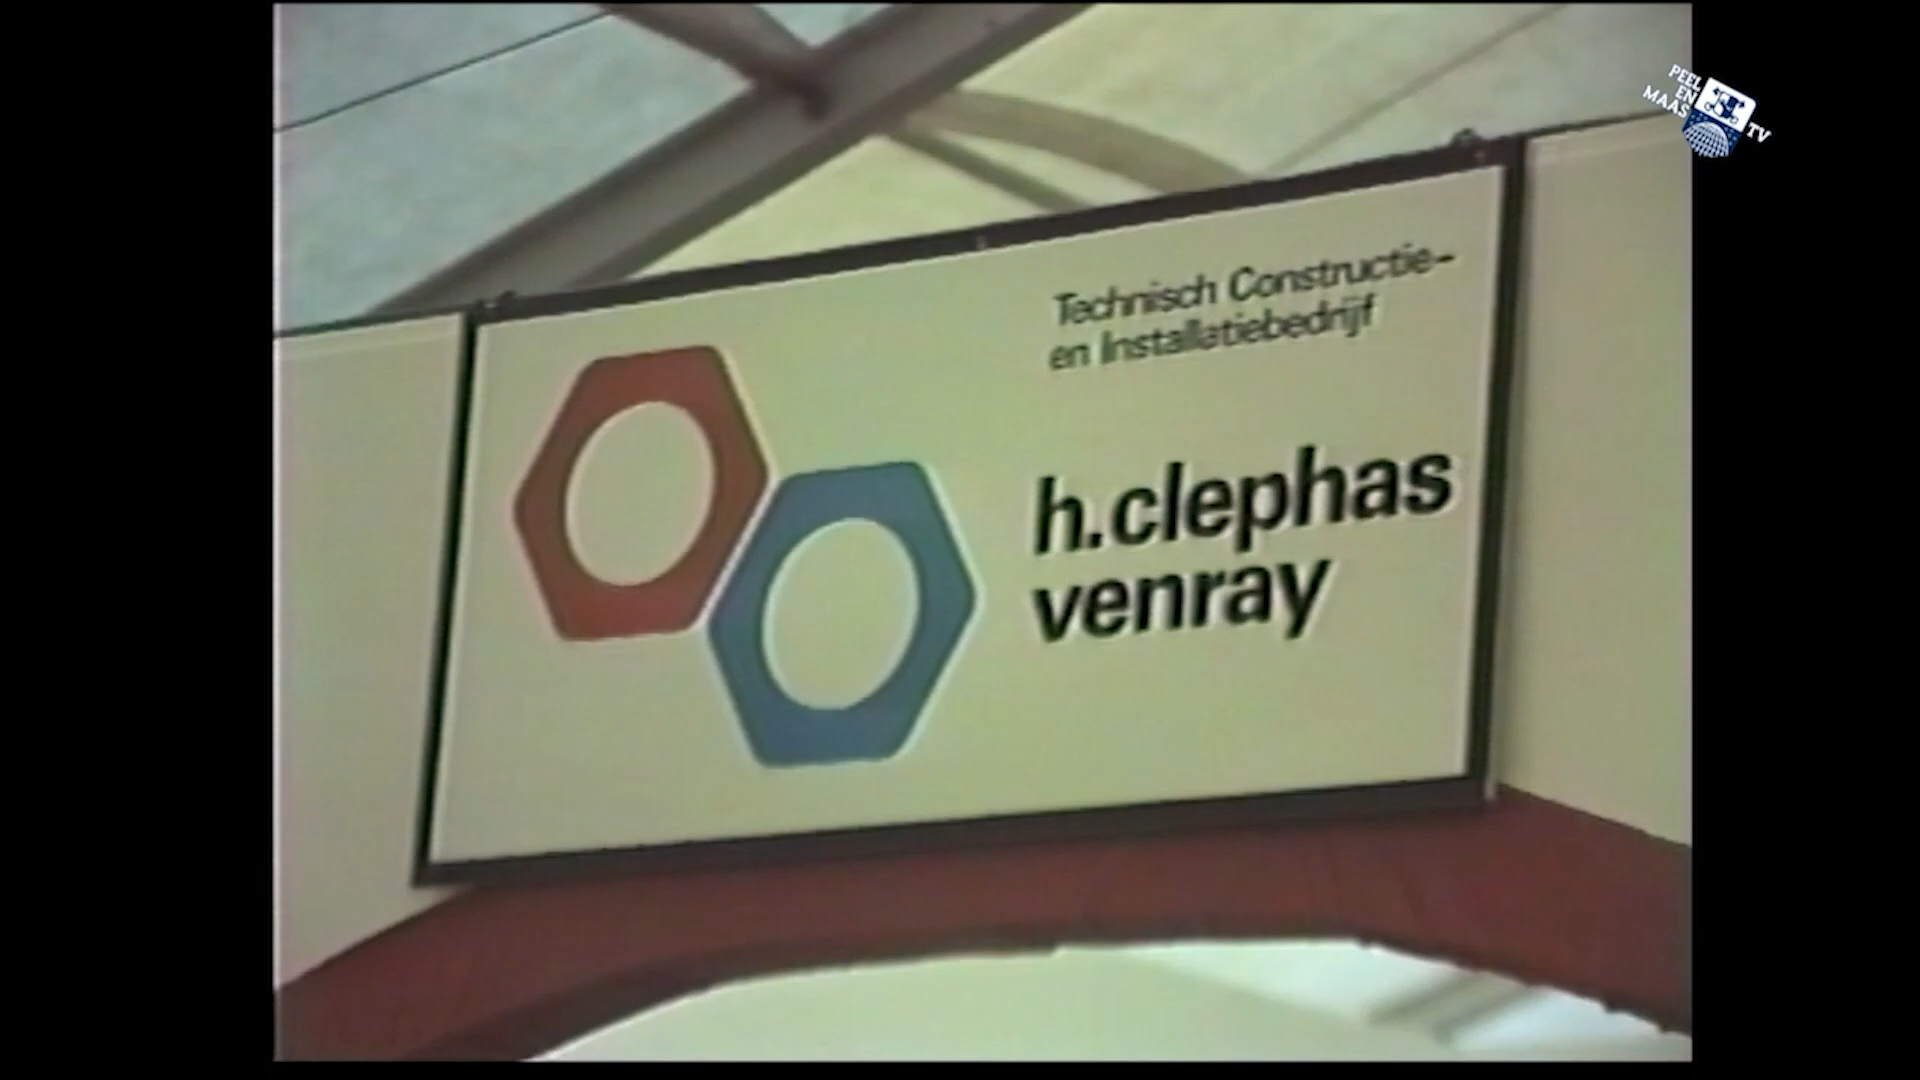 PEEL
EN
MAAS
TV
Technisch Constructie-
en Installatiebedrijf
h.clephas
venray